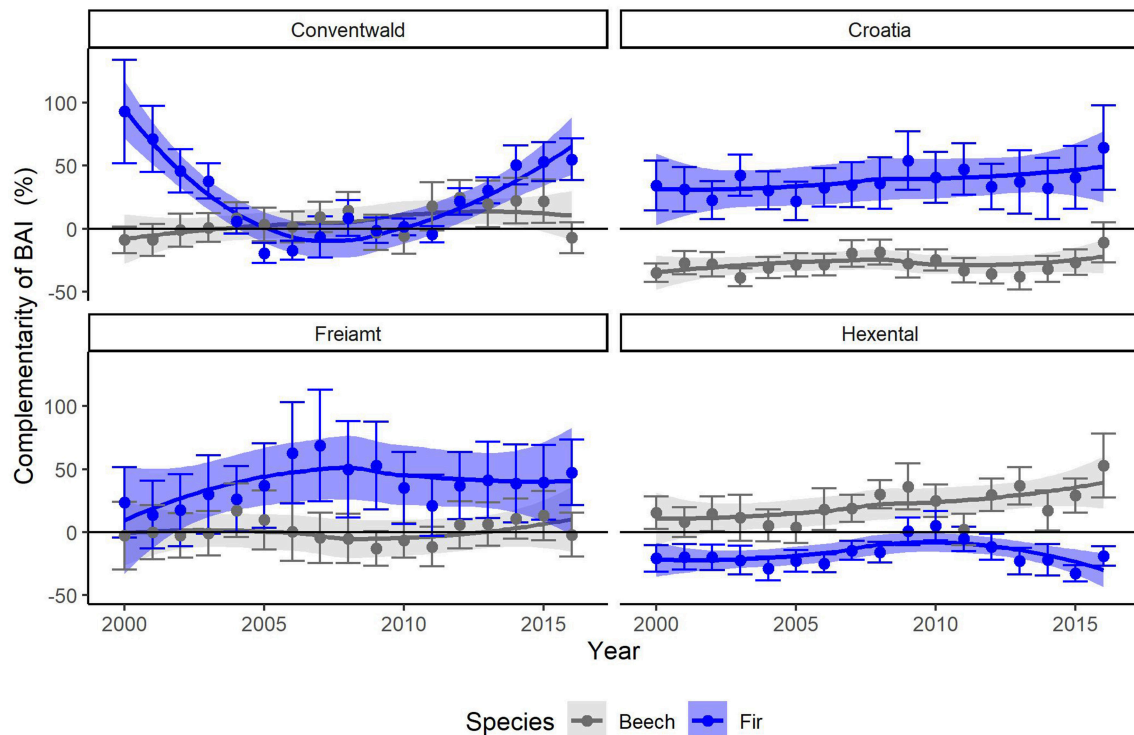 Conventwald
Croatia
100
50
0
-50
Freiamt
Hexental
100
50
0
-50
2000 2005 2010 2015 2000 2005 2010 2015
Year
Complementarity of BAI (%)
Species Beech Fir